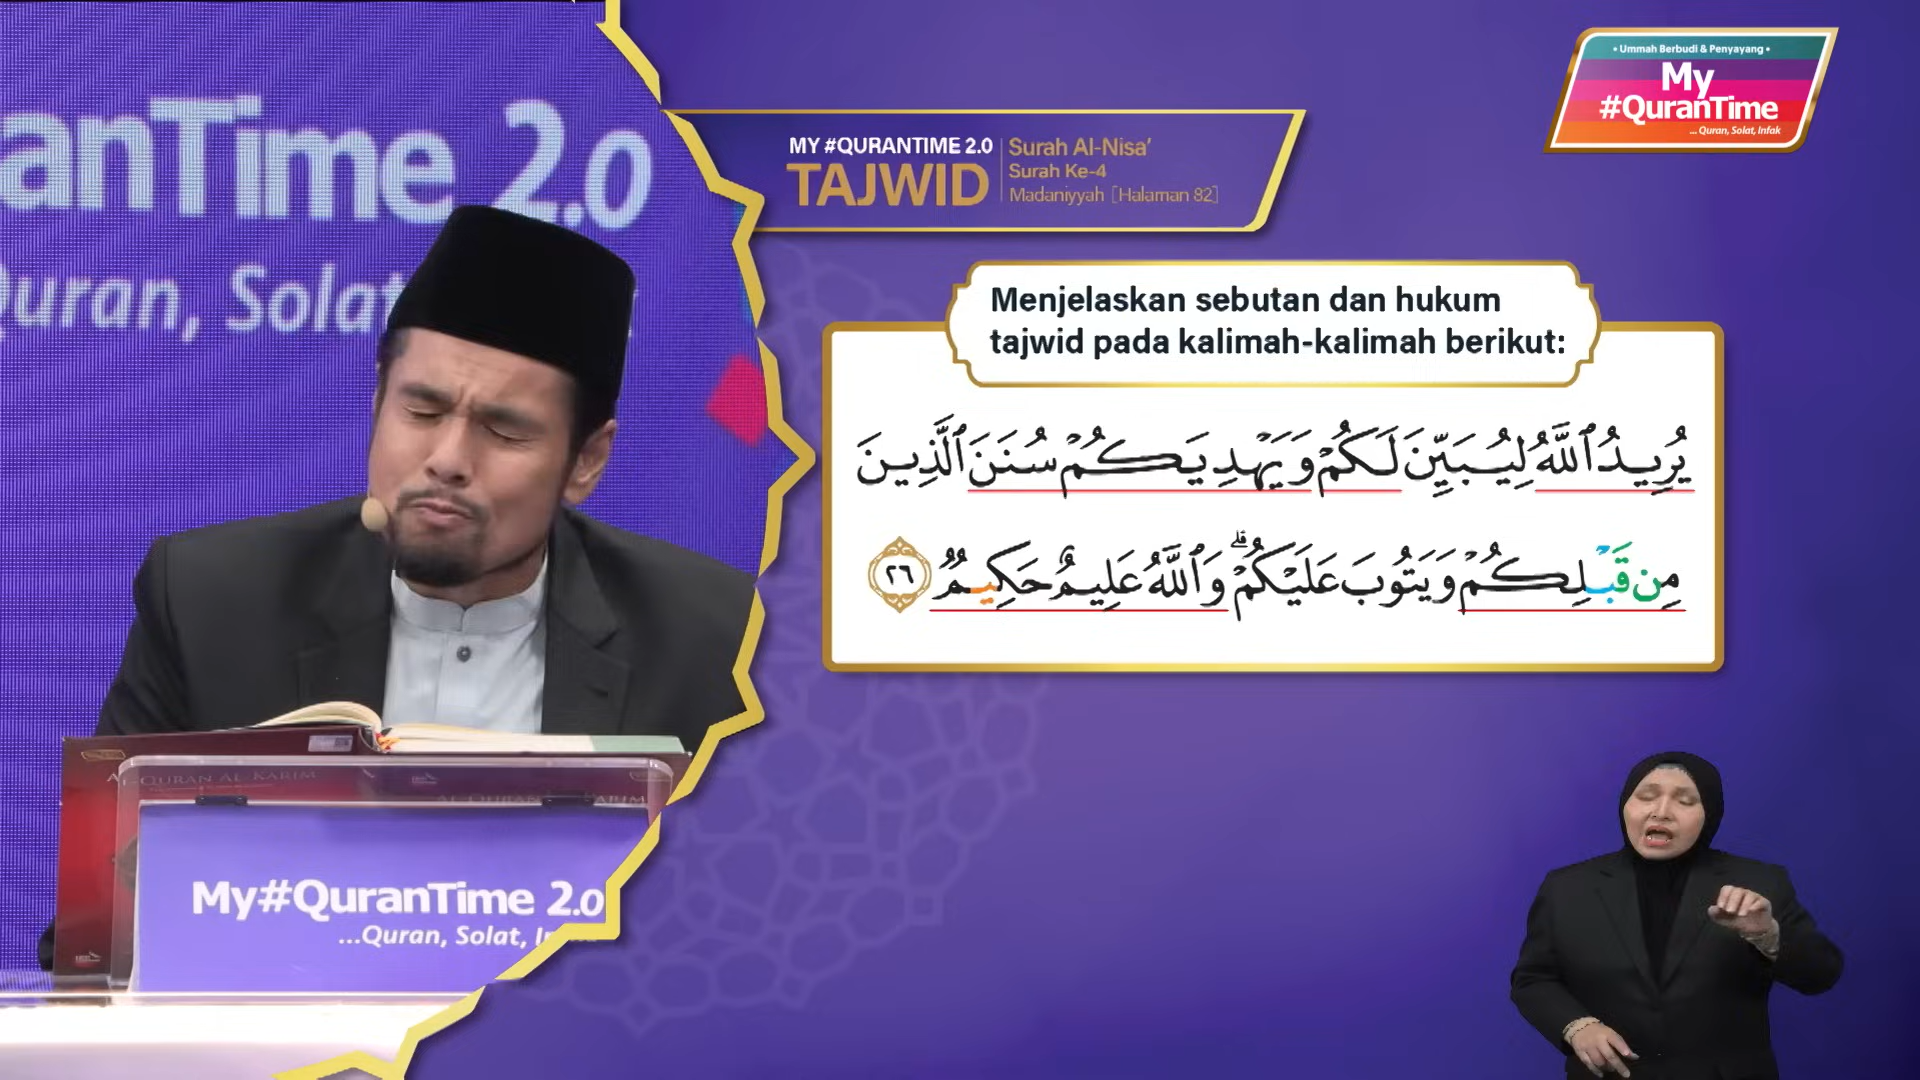 anTime 2.0
Quran, Solat
• Ummah Berbudi & Penyayang •
My
#QuranTime
... Quran, Solat, Infak
MY #QURANTIME 2.0
TAJWID
Surah Al-Nisa’
Surah Ke-4
Madaniyyah [Halaman 82]
Menjelaskan sebutan dan hukum
tajwid pada kalimah-kalimah berikut:
يُرِيدُ ٱللَّهُ لِيُبَيِّنَ لَكُمْ وَيَهْدِيَكُمْ سُنَنَ ٱلَّذِينَ
مِن قَبْلِكُمْ وَيَتُوبَ عَلَيْكُمْ ۗ وَٱللَّهُ عَلِيمٌ حَكِيمٌ ٢٦
AL-QURAN AL-KARIM
My#QuranTime 2.0
...Quran, Solat,